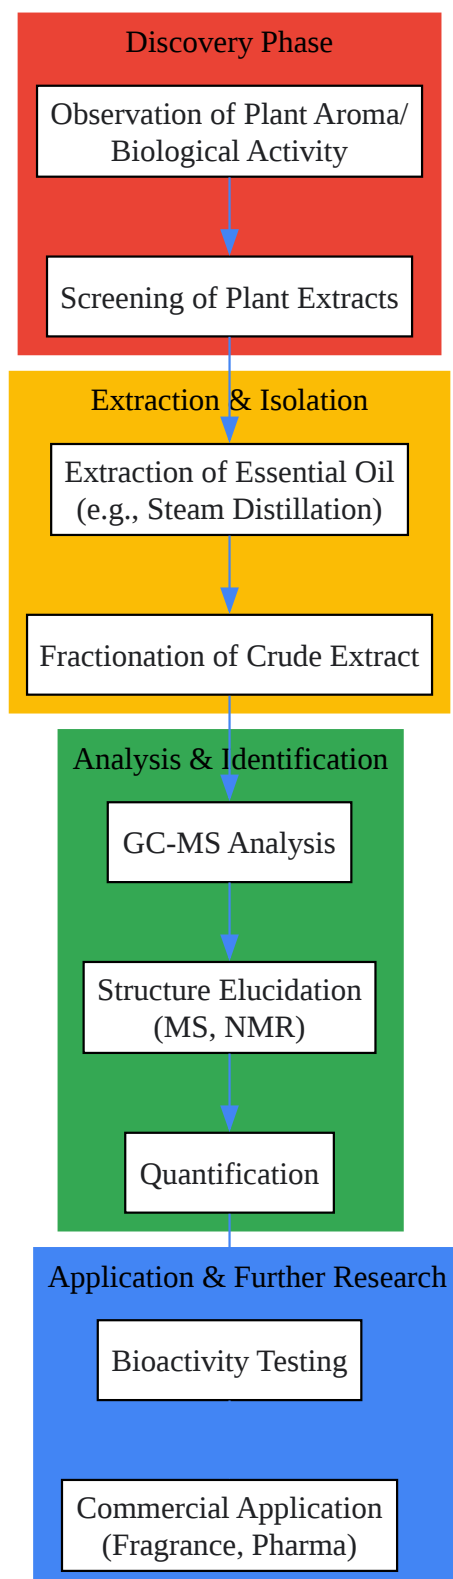 Discovery Phase
Observation of Plant Aroma/
Biological Activity
Screening of Plant Extracts
Extraction & Isolation
Extraction of Essential Oil
(e.g., Steam Distillation)
Fractionation of Crude Extract
Analysis & Identification
GC-MS Analysis
Structure Elucidation
(MS, NMR)
Quantification
Application & Further Research
Bioactivity Testing
Commercial Application
(Fragrance, Pharma)